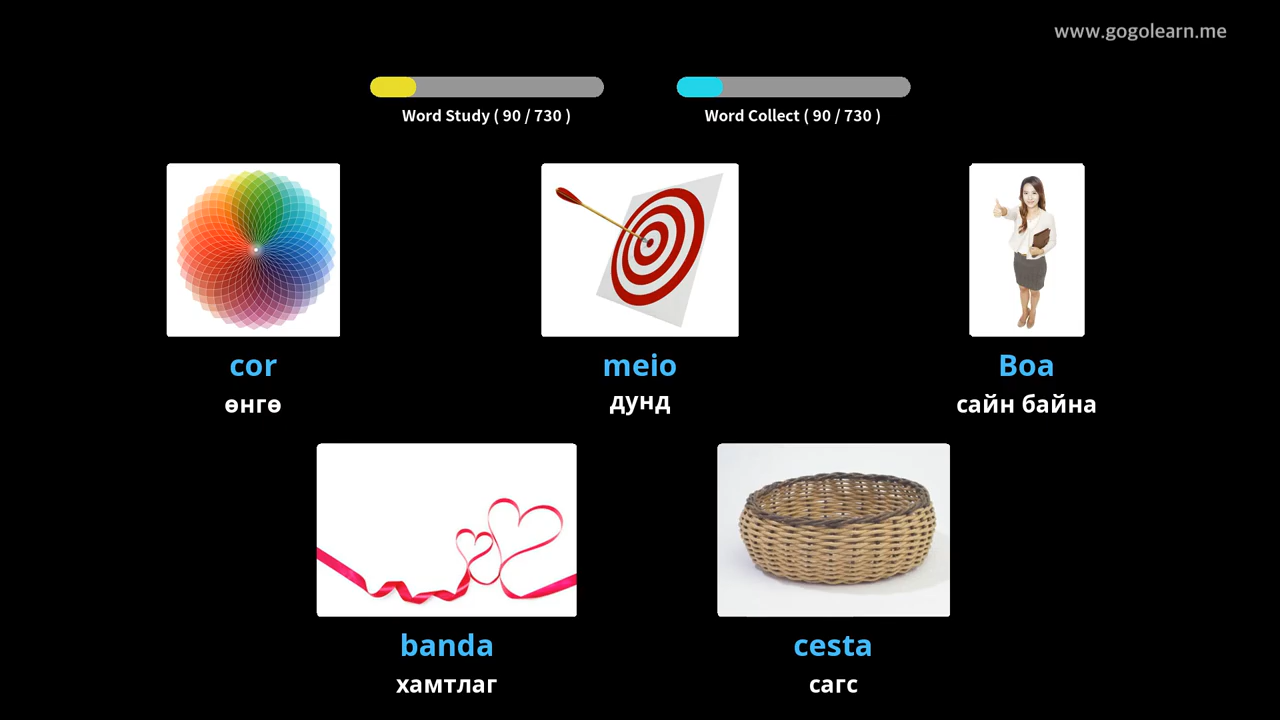 www.gogolearn.me
Word Study ( 90 / 730 )
Word Collect ( 90 / 730 )
cor
meio
Boa
өнгө
дунд
сайн байна
banda
cesta
хамтлаг
сагс